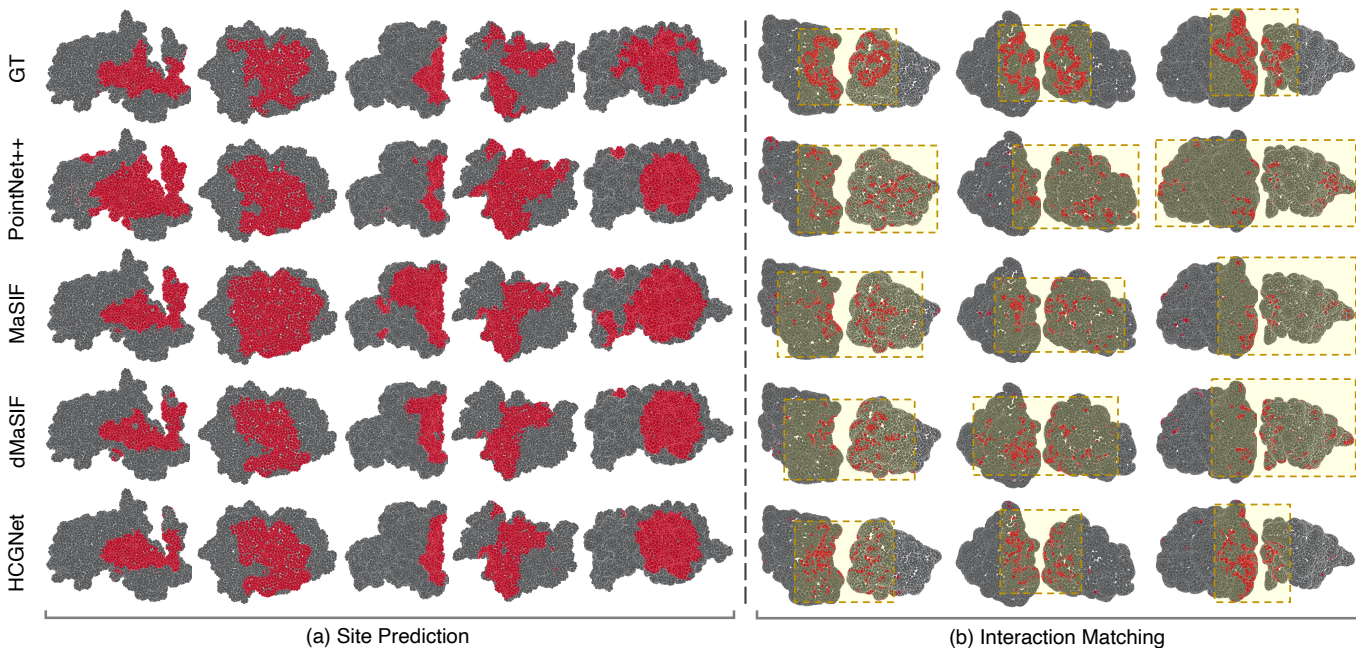 GT
PointNet++
MaSIF
dMaSIF
HCGNet
(a) Site Prediction
(b) Interaction Matching